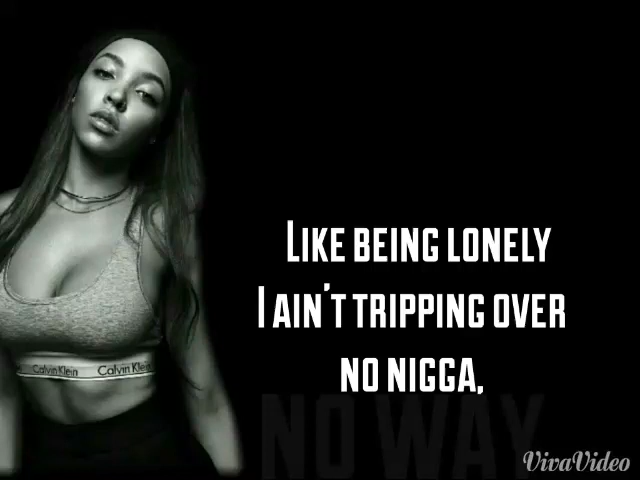 LIKE BEING LONELY
I AIN'T TRIPPING OVER
NO NIGGA,
NO WAY
Calvin Klein Calvin Klein
VivaVideo